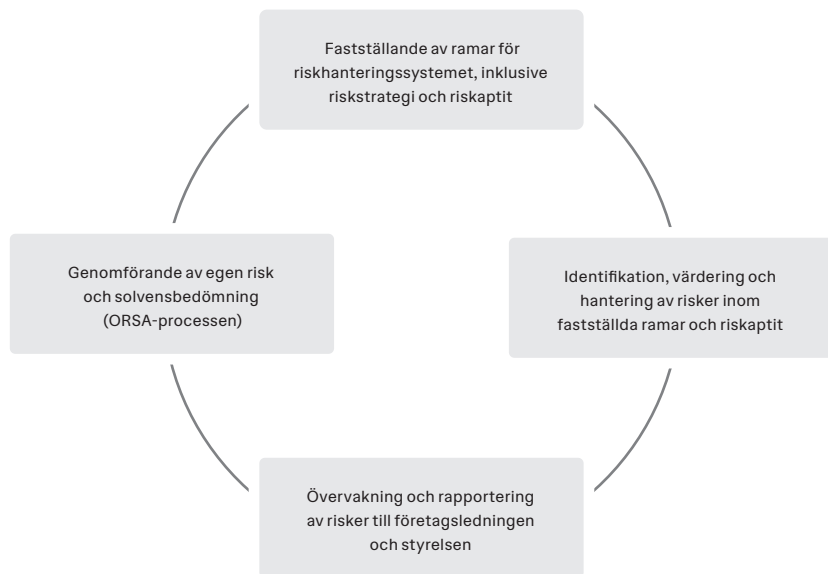 Fastställande av ramar för
riskhanteringssystemet, inklusive
riskstrategi och riskaptit
Genomförande av egen risk
och solvensbedömning
(ORSA-processen)
Identifikation, värdering och
hantering av risker inom
fastställda ramar och riskaptit
Övervakning och rapportering
av risker till företagsledningen
och styrelsen